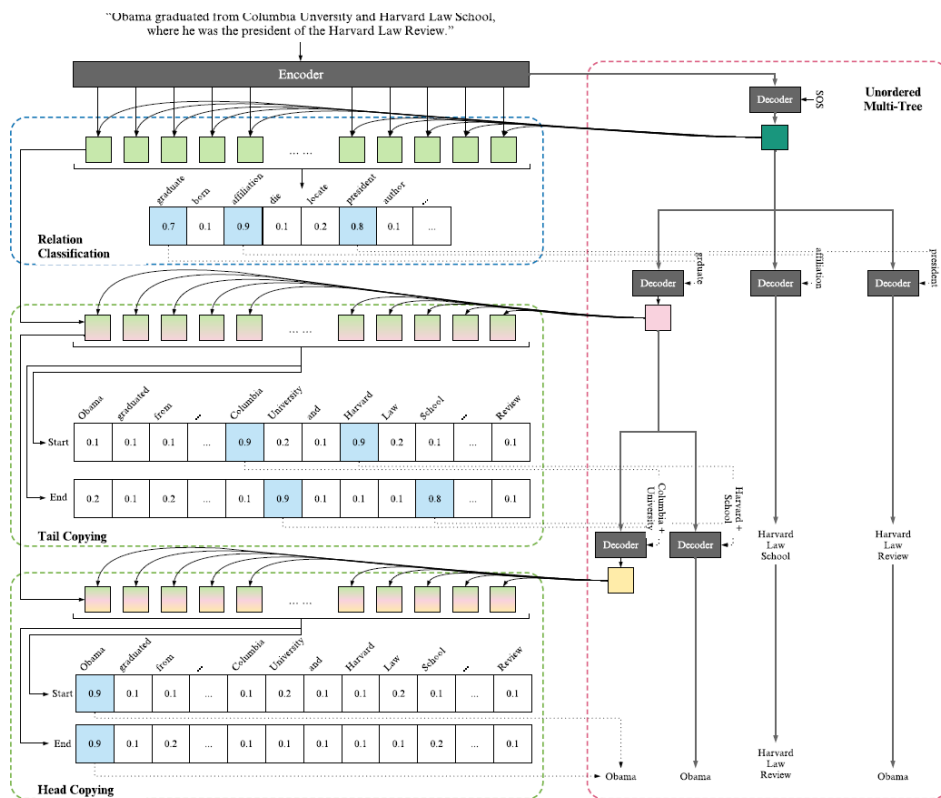 "Obama graduated from Columbia Unversity and Harvard Law School,
where he was the president of the Harvard Law Review."
Encoder
Unordered
Multi-Tree
Decoder
SOS
graduate
born
affiliation
die
locate
president
author
...
0.7 0.1 0.9 0.1 0.2 0.8 0.1 ...
... ...
Relation
Classification
Decoder
graduate
Decoder
affiliation
Decoder
president
... ...
Obama
graduated
from
...
Columbia
University
and
Harvard
Law
School
...
Review
Start 0.1 0.1 0.1 ... 0.9 0.2 0.1 0.9 0.2 0.1 ... 0.1
End 0.2 0.1 0.2 ... 0.1 0.9 0.1 0.1 0.1 0.8 ... 0.1
Tail Copying
Decoder
Columbia +
University
Decoder
Harvard +
School
Harvard
Law
School
Harvard
Law
Review
... ...
Obama
graduated
from
...
Columbia
University
and
Harvard
Law
School
...
Review
Start 0.9 0.1 0.1 ... 0.1 0.2 0.1 0.1 0.2 0.1 ... 0.1
End 0.9 0.1 0.2 ... 0.1 0.1 0.1 0.1 0.1 0.2 ... 0.1
Head Copying
Obama
Obama
Harvard
Law
Review
Obama